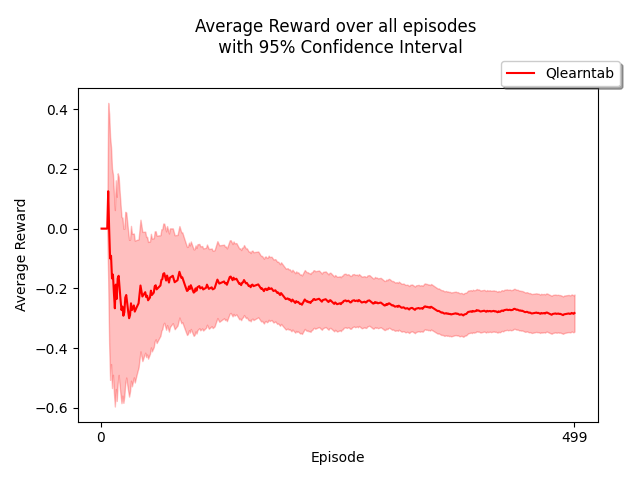 Average Reward over all episodes
with 95% Confidence Interval
Qlearntab
0.4
0.2
0.0
−0.2
−0.4
−0.6
Average Reward
0
499
Episode